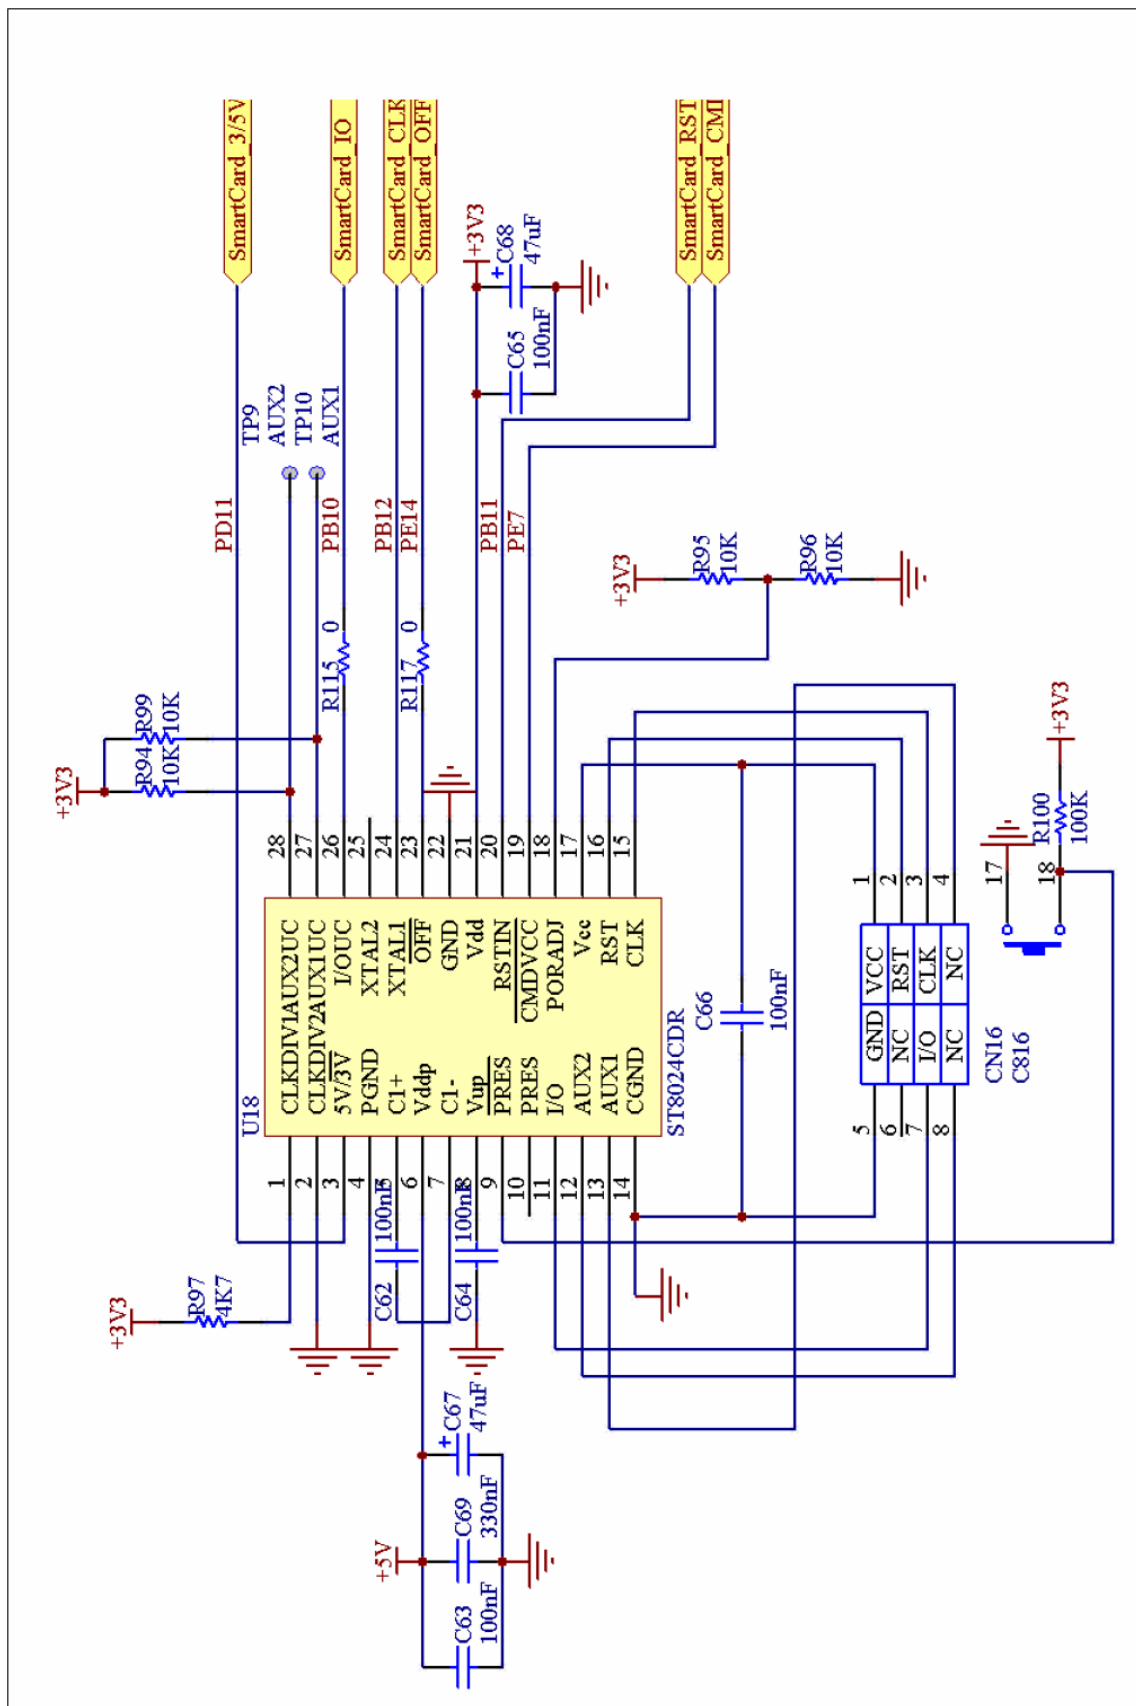 SmartCard_3/5V
SmartCard_IO
SmartCard_CLK
SmartCard_OFF
SmartCard_RST
SmartCard_CMD
+3V3
C68
47uF
C65
100nF
TP9
AUX2
TP10
AUX1
PD11
PB10
PB12
PE14
PB11
PE7
+3V3
R95
10K
R96
10K
R115
0
R117
0
+3V3
R99
10K
R94
10K
+3V3
R100
100K
28
27
26
25
24
23
22
21
20
19
18
17
16
15
U18
CLKDIV1AUX2UC
CLKDIV2AUX1UC
5V/3V I/OUC
PGND XTAL2
C1+ XTAL1
Vddp OFF
C1- GND
Vup Vdd
PRES RSTIN
PRES CMDVCC
I/O PORADJ
AUX2 Vcc
AUX1 RST
CGND CLK
ST8024CDR
1
2
3
4
5
6
7
8
9
10
11
12
13
14
C66
100nF
1
2
3
4
17
18
GND VCC
NC RST
I/O CLK
NC NC
5
6
7
8
CN16
C816
+3V3
R97
4K7
C62
100nF
C64
100nF
+5V
C67
47uF
C69
330nF
C63
100nF